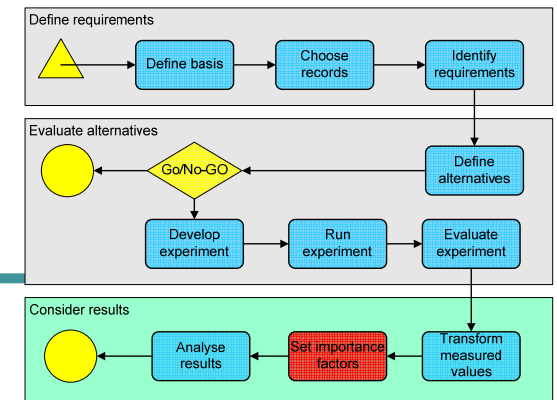 Define requirements
Define basis
Choose
records
Identify
requirements
Evaluate alternatives
Go/No-GO
Define
alternatives
Develop
experiment
Run
experiment
Evaluate
experiment
Consider results
Analyse
results
Set importance
factors
Transform
measured
values